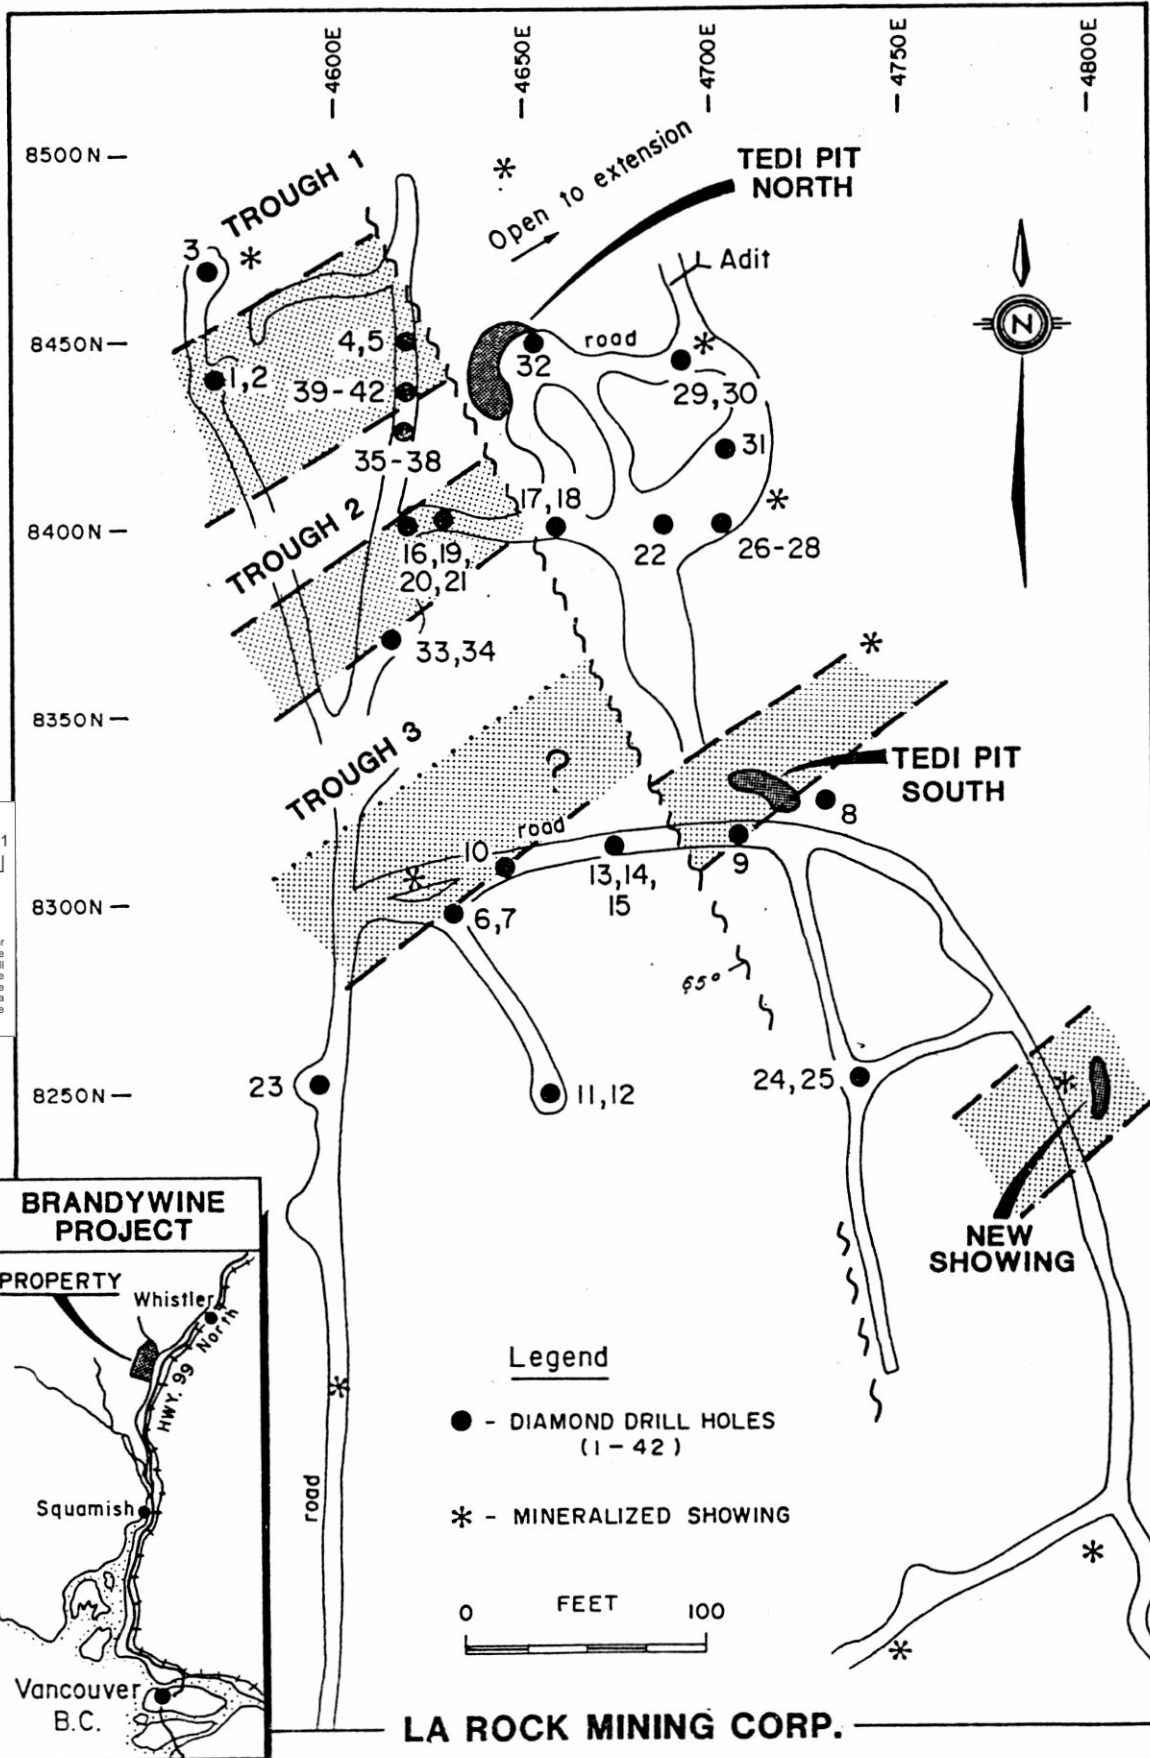 4600E
4650E
4700E
4750E
4800E
8500N
TROUGH 1
Open to extension
TEDI PIT
NORTH
3
Adit
N
8450N
4,5
32
road
29,30
1,2
39-42
31
35-38
17,18
TROUGH 2
8400N
16,19,
20,21
22
26-28
33,34
8350N
TROUGH 3
?
TEDI PIT
SOUTH
8
road
10
13,14,
15
9
8300N
6,7
65°
23
8250N
11,12
24,25
NEW
SHOWING
BRANDYWINE
PROJECT
PROPERTY
Whistler
North
HWY. 99
Squamish
Vancouver
B.C.
road
Legend
● - DIAMOND DRILL HOLES
(1-42)
* - MINERALIZED SHOWING
FEET
0 100
LA ROCK MINING CORP.